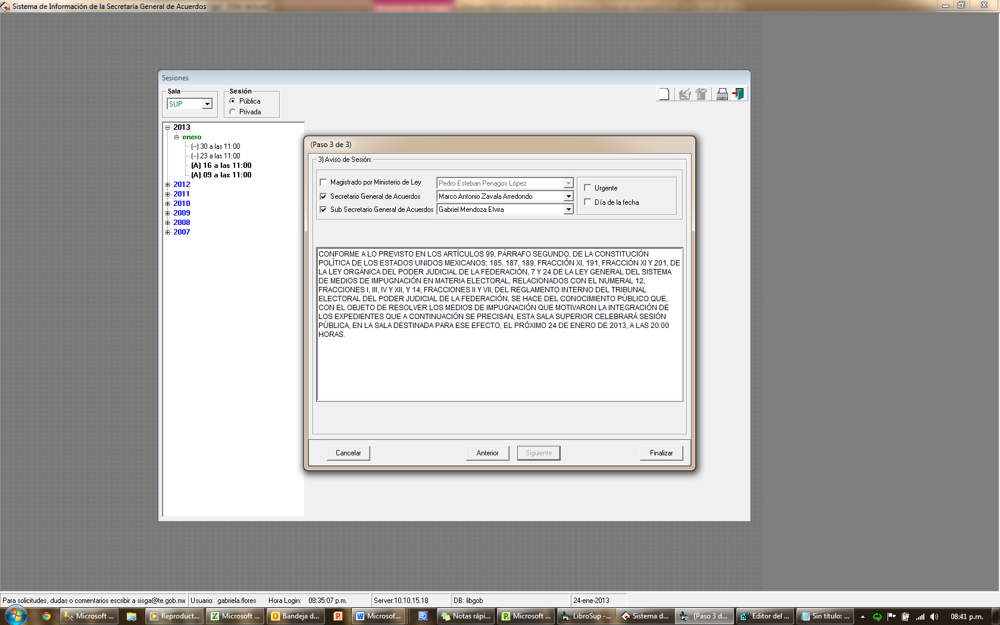 Sistema de Información de la Secretaría General de Acuerdos
Sesiones
Sala
SUP
Sesión
Pública
Privada
2013
enero
(--) 30 a las 11:00
(--) 23 a las 11:00
(A) 16 a las 11:00
(A) 09 a las 11:00
2012
2011
2010
2009
2008
2007
(Paso 3 de 3)
3) Aviso de Sesión:
Magistrado por Ministerio de Ley
Pedro Esteban Penagos López
Secretario General de Acuerdos
Marco Antonio Zavala Arredondo
Sub Secretario General de Acuerdos
Gabriel Mendoza Elvira
Urgente
Día de la fecha
CONFORME A LO PREVISTO EN LOS ARTÍCULOS 99, PÁRRAFO SEGUNDO, DE LA CONSTITUCIÓN
POLÍTICA DE LOS ESTADOS UNIDOS MEXICANOS; 185, 187, 189, FRACCIÓN XI, 191, FRACCIÓN XI Y 201, DE
LA LEY ORGÁNICA DEL PODER JUDICIAL DE LA FEDERACIÓN, 7 Y 24 DE LA LEY GENERAL DEL SISTEMA
DE MEDIOS DE IMPUGNACIÓN EN MATERIA ELECTORAL, RELACIONADOS CON EL NUMERAL 12,
FRACCIONES I, III, IV Y XII, Y 14, FRACCIONES II Y VII, DEL REGLAMENTO INTERNO DEL TRIBUNAL
ELECTORAL DEL PODER JUDICIAL DE LA FEDERACIÓN, SE HACE DEL CONOCIMIENTO PÚBLICO QUE,
CON EL OBJETO DE RESOLVER LOS MEDIOS DE IMPUGNACIÓN QUE MOTIVARON LA INTEGRACIÓN DE
LOS EXPEDIENTES QUE A CONTINUACIÓN SE PRECISAN, ESTA SALA SUPERIOR CELEBRARÁ SESIÓN
PÚBLICA, EN LA SALA DESTINADA PARA ESE EFECTO, EL PRÓXIMO 24 DE ENERO DE 2013, A LAS 20:00
HORAS.
Cancelar
Anterior
Siguiente
Finalizar
Para solicitudes, dudas o comentarios escribir a sisga@te.gob.mx
Usuario: gabriela.flores
Hora Login: 08:35:07 p.m.
Server:10.10.15.18
DB: libgob
24-ene-2013
Microsoft ...
Reproduct...
Microsoft ...
Bandeja d...
Microsof...
Notas rápi...
Microsoft ...
LibroSup -...
Sistema d...
(Paso 3 d...
Editor del ...
Sin título: ...
08:41 p.m.